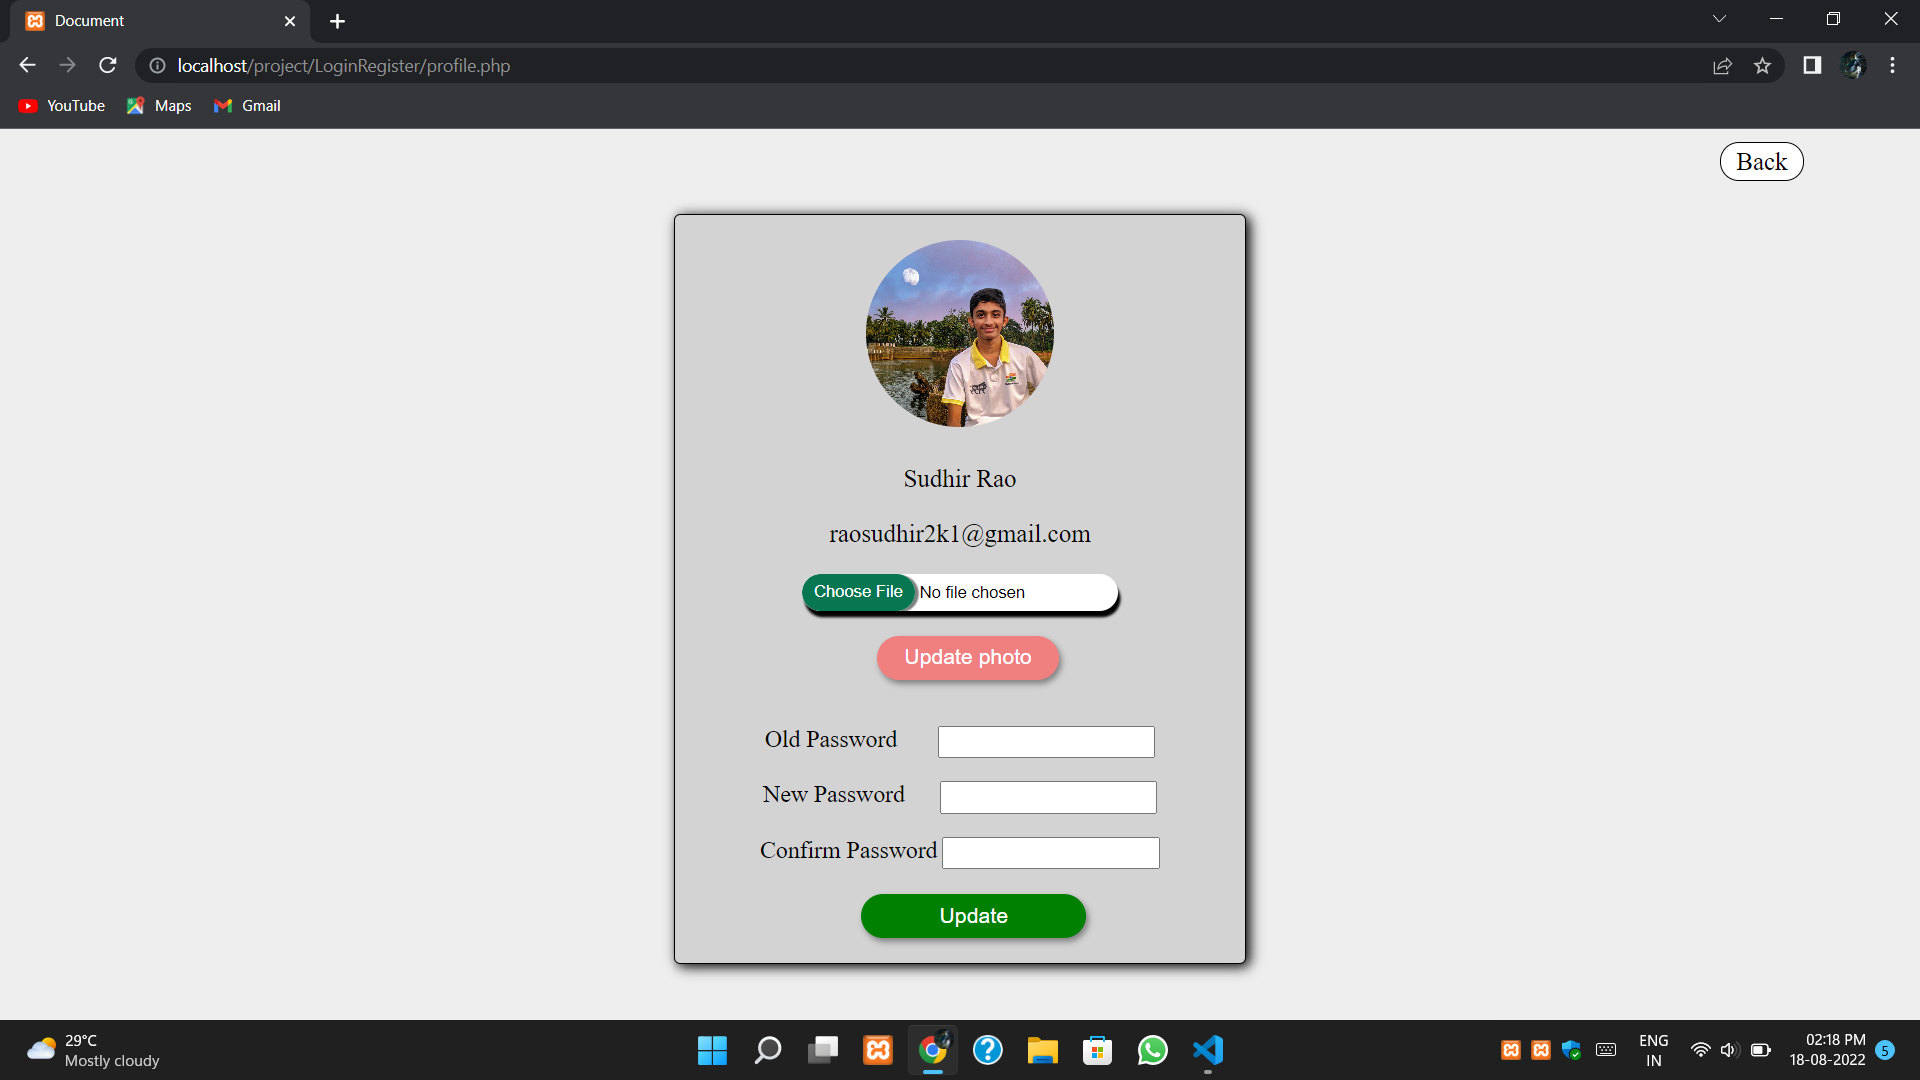 Document
localhost/project/LoginRegister/profile.php
YouTube
Maps
Gmail
Back
Sudhir Rao
raosudhir2k1@gmail.com
Choose File No file chosen
Update photo
Old Password
New Password
Confirm Password
Update
29°C
Mostly cloudy
ENG
IN
02:18 PM
18-08-2022
5